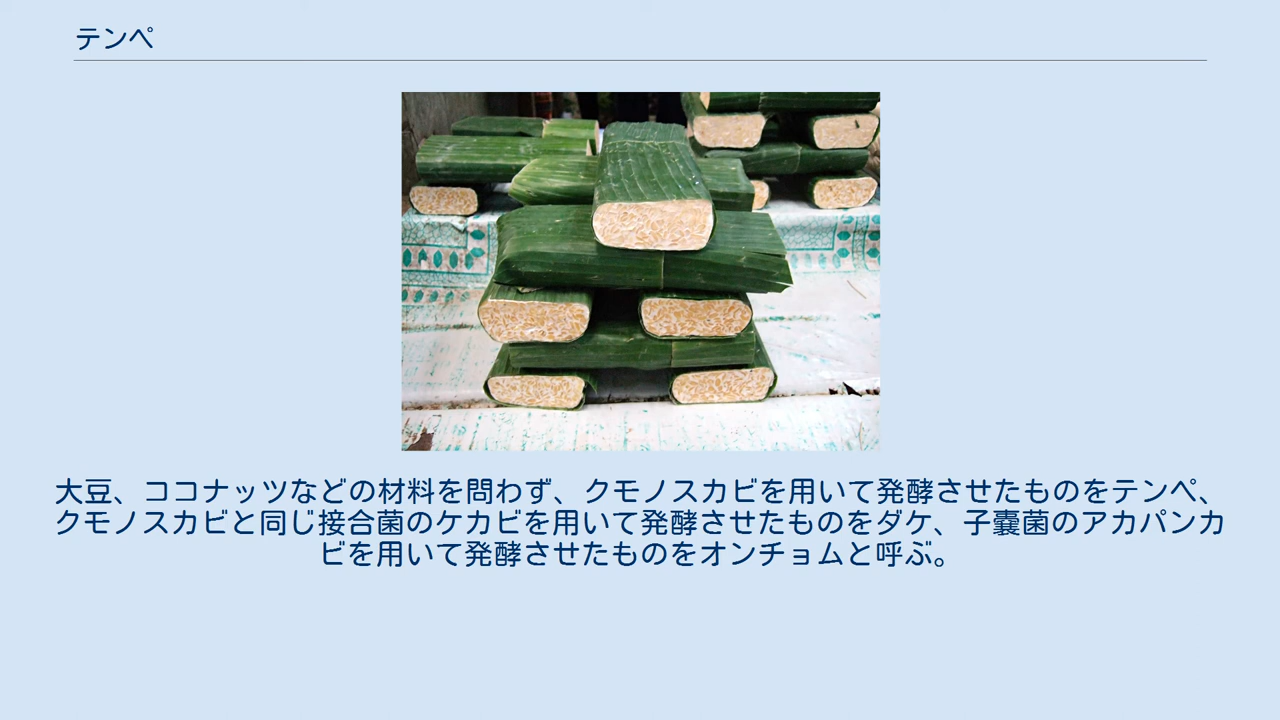 テンペ
大豆、ココナッツなどの材料を問わず、クモノスカビを用いて発酵させたものをテンペ、
クモノスカビと同じ接合菌のケカビを用いて発酵させたものをダケ、子嚢菌のアカパンカ
ビを用いて発酵させたものをオンチョムと呼ぶ。